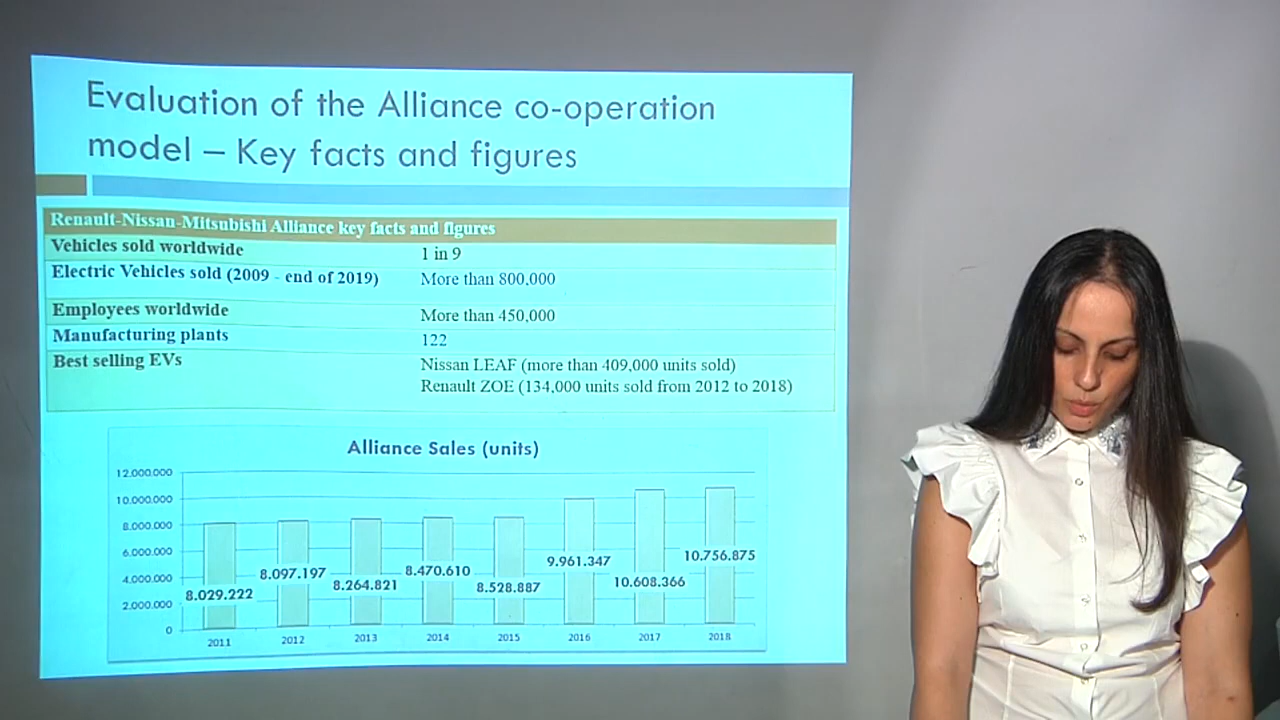 Evaluation of the Alliance co-operation
model – Key facts and figures
Renault-Nissan-Mitsubishi Alliance key facts and figures
Vehicles sold worldwide 1 in 9
Electric Vehicles sold (2009 - end of 2019) More than 800,000
Employees worldwide More than 450,000
Manufacturing plants 122
Best selling EVs Nissan LEAF (more than 409,000 units sold)
Renault ZOE (134,000 units sold from 2012 to 2018)
Alliance Sales (units)
12.000.000
10.000.000
8.000.000
6.000.000
4.000.000
2.000.000
0
8.029.222
8.097.197
8.264.821
8.470.610
8.528.887
9.961.347
10.608.366
10.756.875
2011 2012 2013 2014 2015 2016 2017 2018